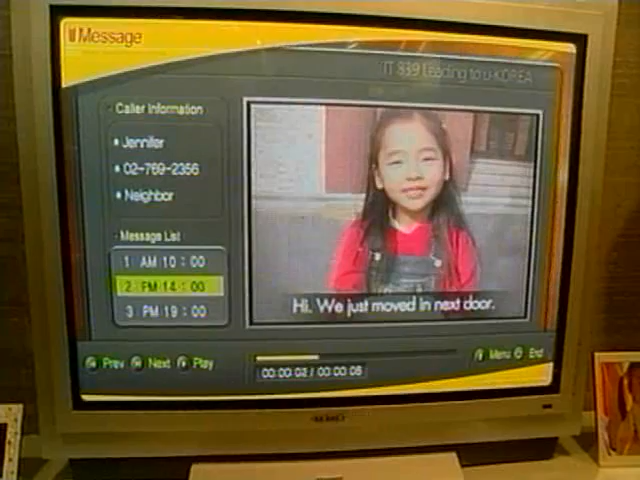 Message
IT 839 Leading to u-KOREA
Caller Information
Jennifer
02-769-2356
Neighbor
Message List
1 AM 10 : 00
2 PM 14 : 00
3 PM 19 : 00
Hi. We just moved in next door.
Prev Next Play
00:00:02 / 00:00:06
Menu End